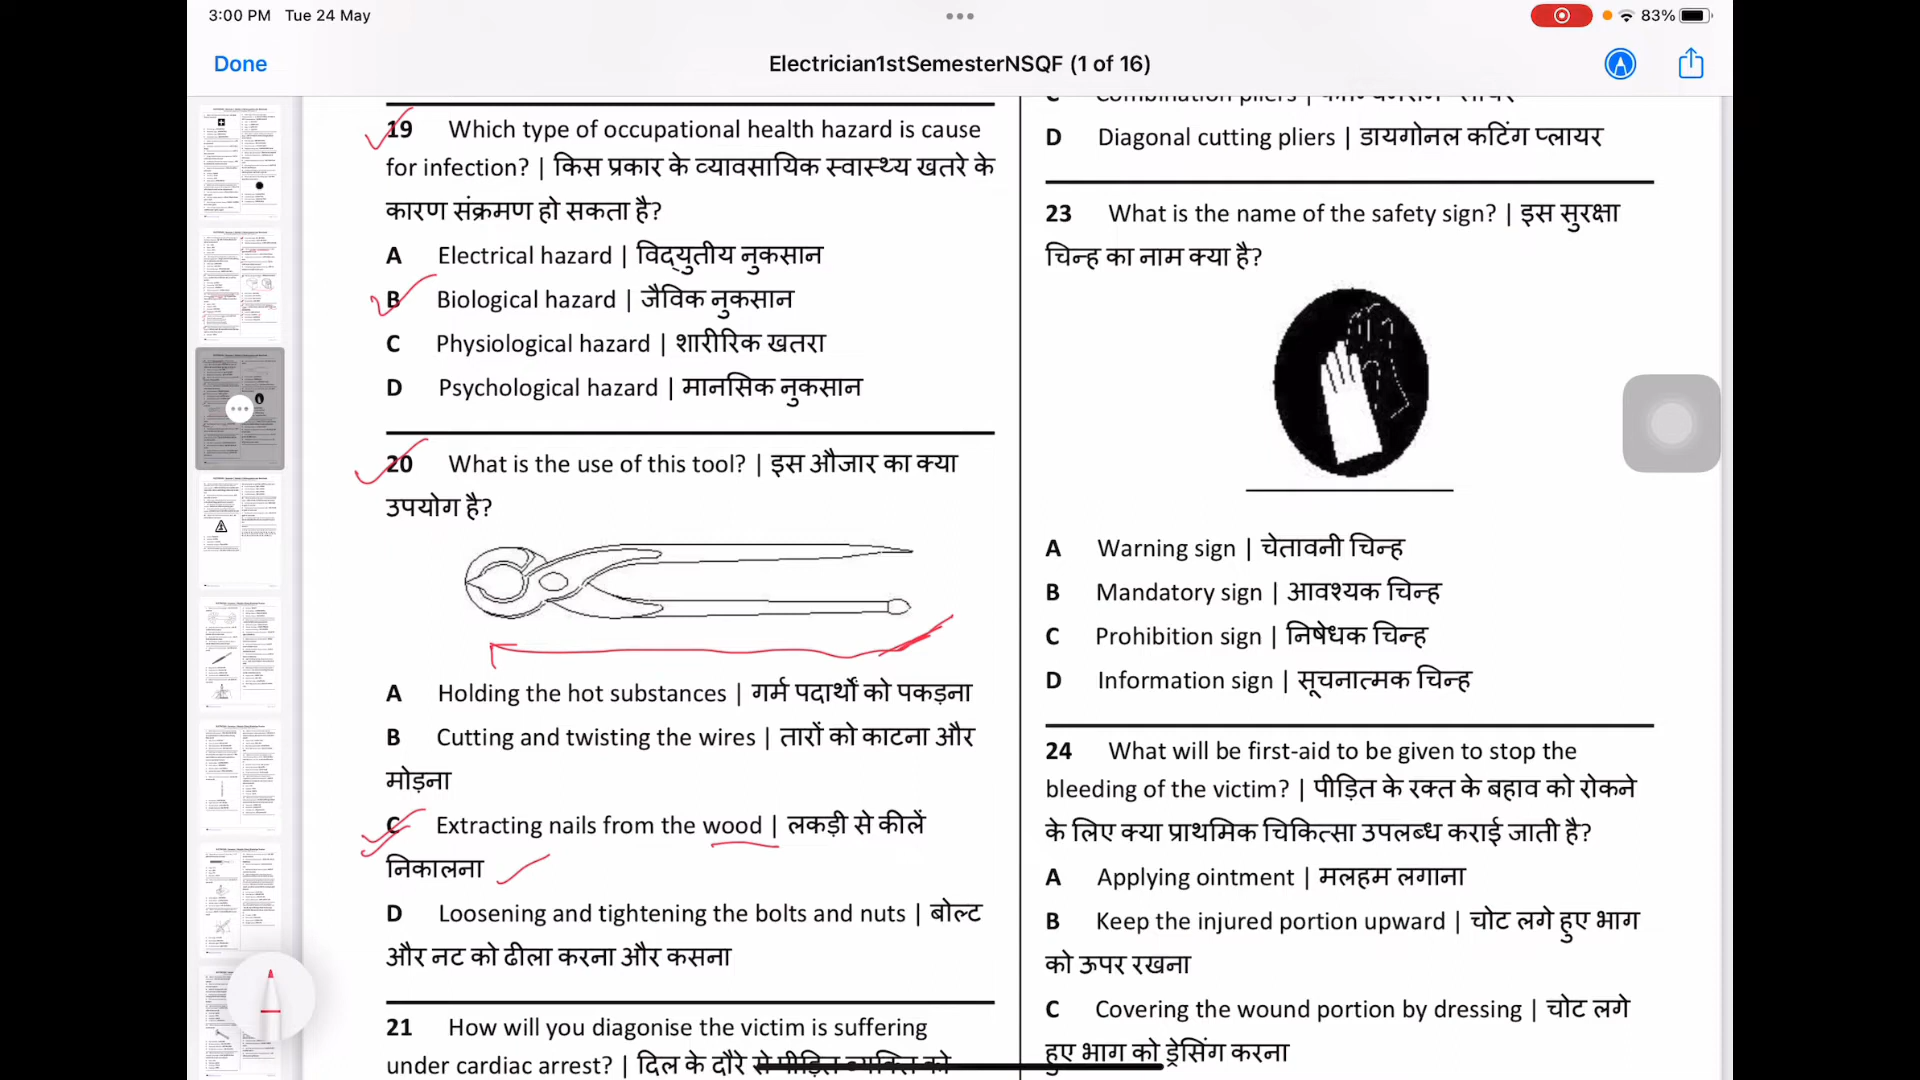 3:00 PM Tue 24 May
83%
Done
Electrician1stSemesterNSQF (1 of 16)
19 Which type of occupational health hazard is cause
for infection? | किस प्रकार के व्यावसायिक स्वास्थ्य खतरे के
कारण संक्रमण हो सकता है?
A Electrical hazard | विद्युतीय नुकसान
B Biological hazard | जैविक नुकसान
C Physiological hazard | शारीरिक खतरा
D Psychological hazard | मानसिक नुकसान
20 What is the use of this tool? | इस औजार का क्या
उपयोग है?
A Holding the hot substances | गर्म पदार्थों को पकड़ना
B Cutting and twisting the wires | तारों को काटना और
मोड़ना
C Extracting nails from the wood | लकड़ी से कीलें
निकालना
D Loosening and tightening the bolts and nuts | बोल्ट
और नट को ढीला करना और कसना
21 How will you diagonise the victim is suffering
under cardiac arrest? | दिल के दौरे से पीड़ित व्यक्ति को
C Combination pliers |
D Diagonal cutting pliers | डायगोनल कटिंग प्लायर
23 What is the name of the safety sign? | इस सुरक्षा
चिन्ह का नाम क्या है?
A Warning sign | चेतावनी चिन्ह
B Mandatory sign | आवश्यक चिन्ह
C Prohibition sign | निषेधक चिन्ह
D Information sign | सूचनात्मक चिन्ह
24 What will be first-aid to be given to stop the
bleeding of the victim? | पीड़ित के रक्त के बहाव को रोकने
के लिए क्या प्राथमिक चिकित्सा उपलब्ध कराई जाती है?
A Applying ointment | मलहम लगाना
B Keep the injured portion upward | चोट लगे हुए भाग
को ऊपर रखना
C Covering the wound portion by dressing | चोट लगे
हुए भाग को ड्रेसिंग करना